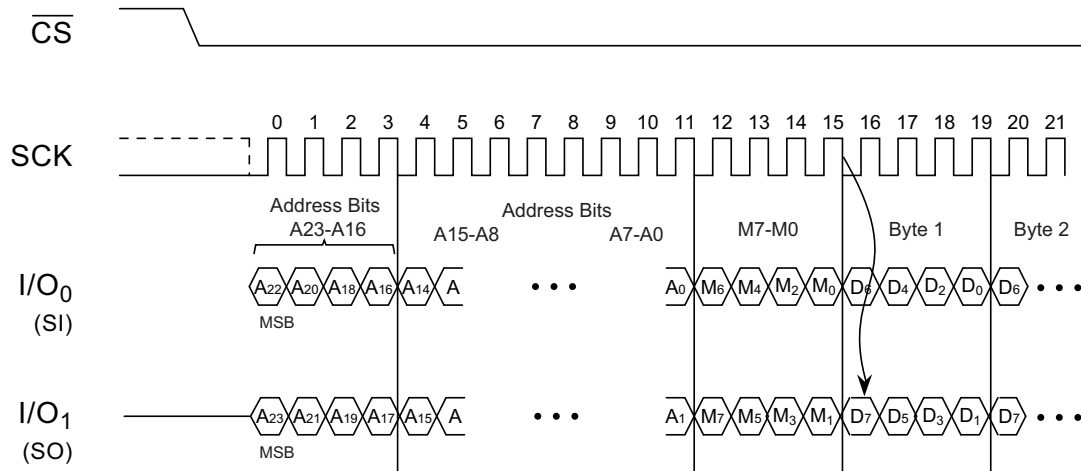 CS
0 1 2 3 4 5 6 7 8 9 10 11 12 13 14 15 16 17 18 19 20 21
SCK
Address Bits
A23-A16
Address Bits
A15-A8 A7-A0 M7-M0 Byte 1 Byte 2
I/O0
(SI)
A22 A20 A18 A16 A14 A • • • A0 M6 M4 M2 M0 D6 D4 D2 D0 D6 • • •
MSB
I/O1
(SO)
A23 A21 A19 A17 A15 A • • • A1 M7 M5 M3 M1 D7 D5 D3 D1 D7 • • •
MSB